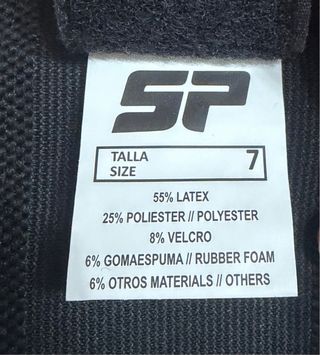 SP
TALLA
SIZE 7
55% LATEX
25% POLIESTER // POLYESTER
8% VELCRO
6% GOMAESPUMA // RUBBER FOAM
6% OTROS MATERIALS // OTHERS